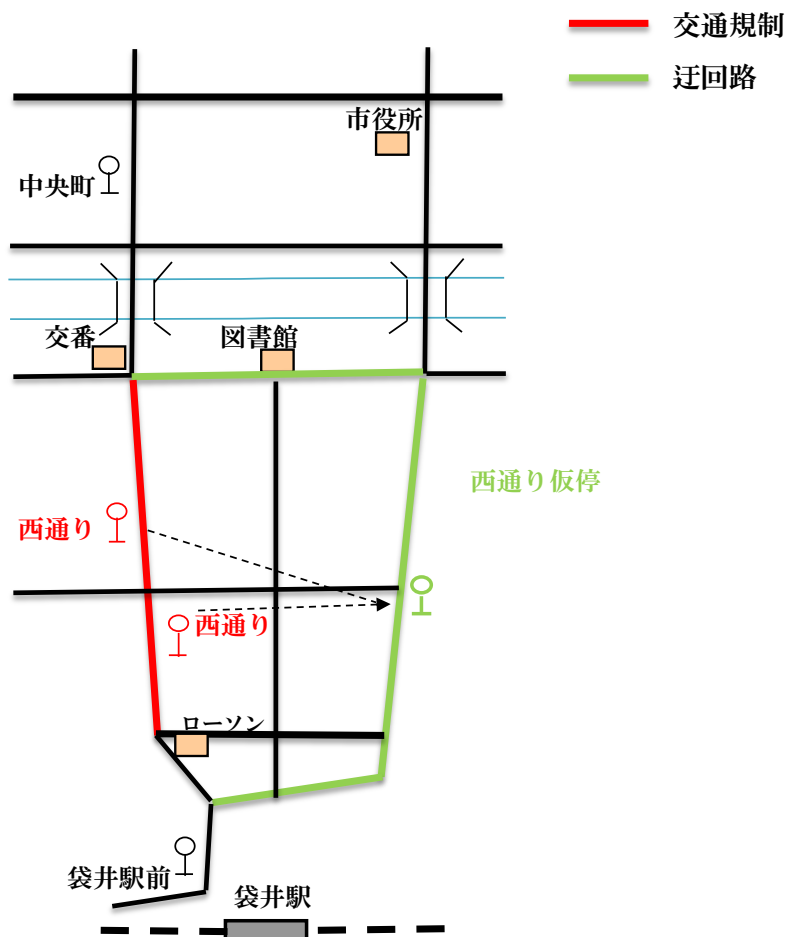 交通規制
迂回路
市役所
中央町
交番
図書館
西通り仮停
西通り
西通り
ローソン
袋井駅前
袋井駅